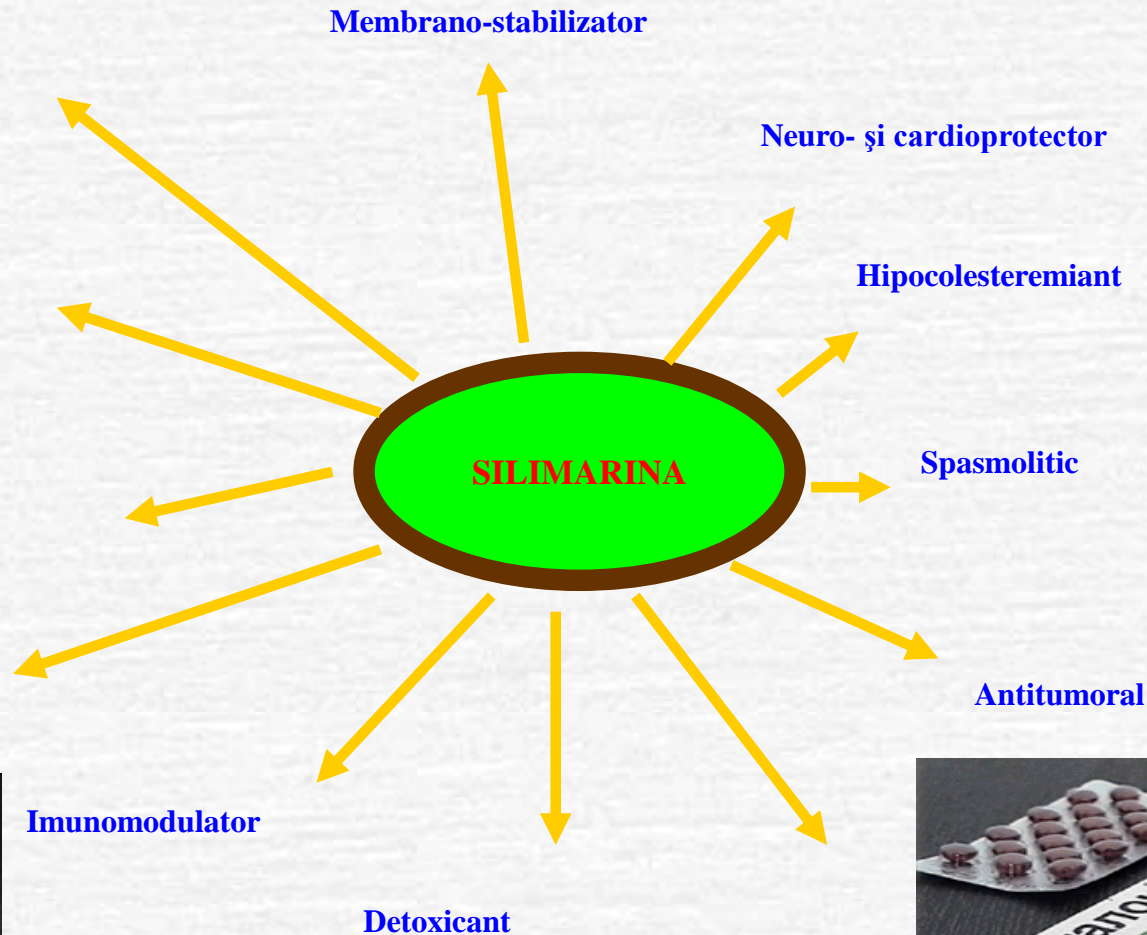 Membrano-stabilizator
Neuro- şi cardioprotector
Hipocolesteremiant
SILIMARINA
Spasmolitic
Antitumoral
Imunomodulator
Detoxicant